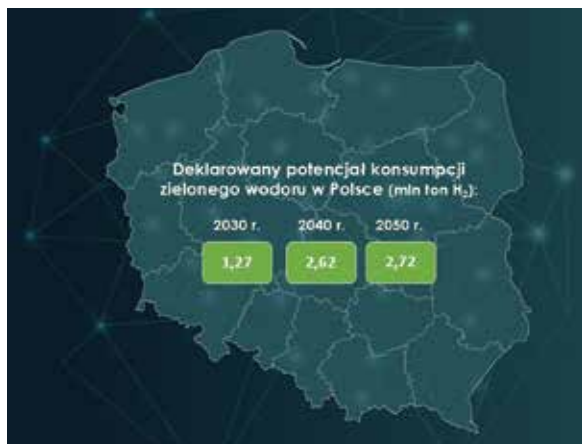 Deklarowany potencjał konsumpcji
zielonego wodoru w Polsce (mln ton H₂):
2030 r. 2040 r. 2050 r.
1,27 2,62 2,72